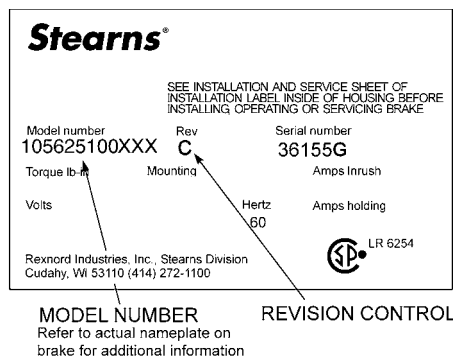 Stearns®
SEE INSTALLATION AND SERVICE SHEET OF
INSTALLATION LABEL INSIDE OF HOUSING BEFORE
INSTALLING, OPERATING OR SERVICING BRAKE
Model number Rev Serial number
105625100XXX C 36155G
Torque lb-in Mounting Amps Inrush
Volts Hertz Amps holding
60
LR 6254
Rexnord Industries, Inc., Stearns Division
Cudahy, Wi 53110 (414) 272-1100
MODEL NUMBER REVISION CONTROL
Refer to actual nameplate on
brake for additional information